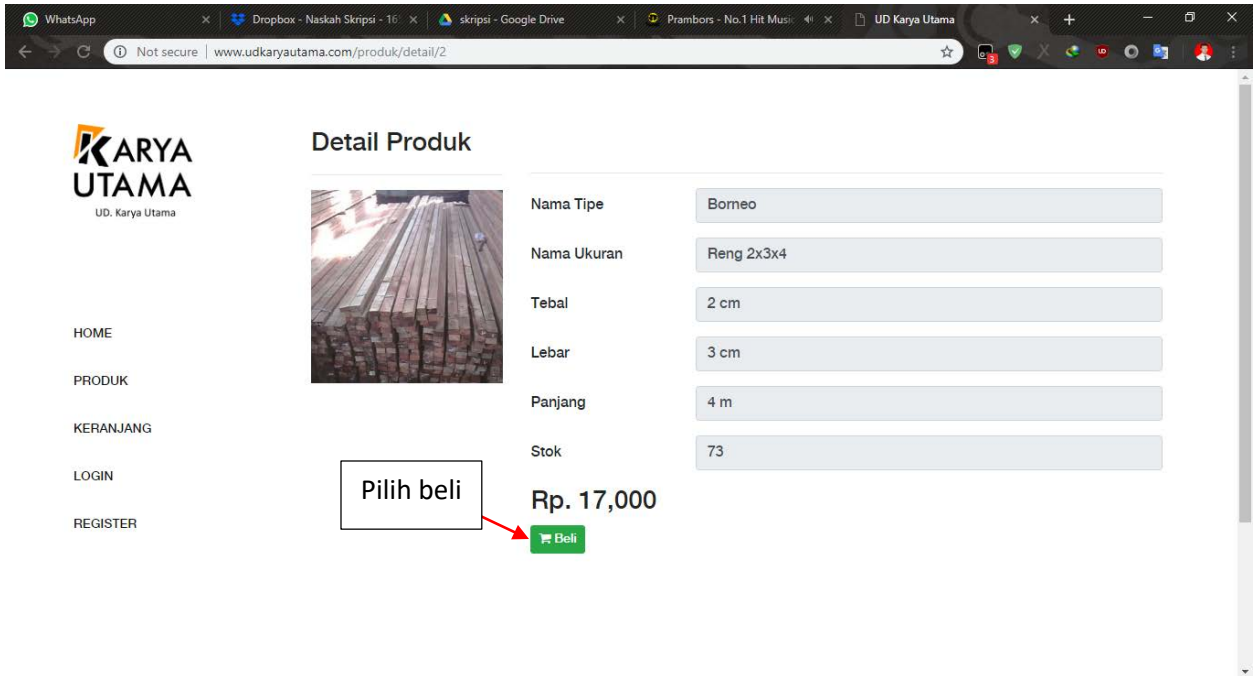 WhatsApp
Dropbox - Naskah Skripsi - 16
skripsi - Google Drive
Prambors - No.1 Hit Music
UD Karya Utama
Not secure | www.udkaryautama.com/produk/detail/2
3
KARYA
UTAMA
UD. Karya Utama
HOME
PRODUK
KERANJANG
LOGIN
REGISTER
Detail Produk
Nama Tipe Borneo
Nama Ukuran Reng 2x3x4
Tebal 2 cm
Lebar 3 cm
Panjang 4 m
Stok 73
Rp. 17,000
Pilih beli
Beli